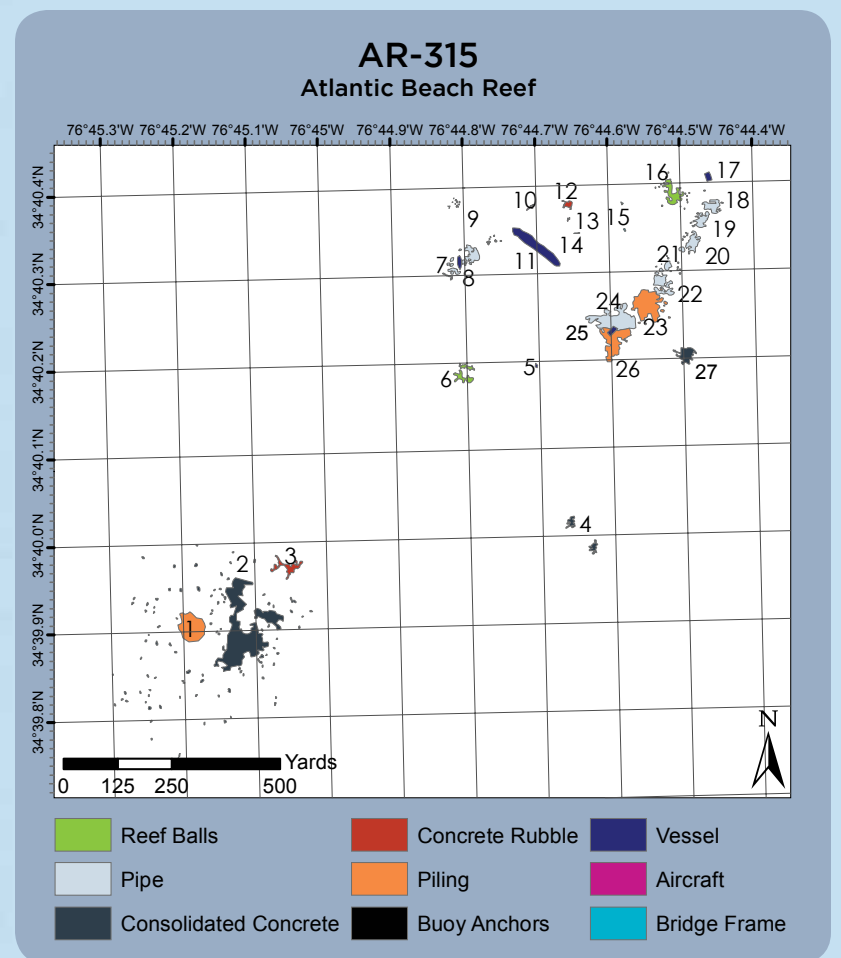 AR-315
Atlantic Beach Reef
76°45.3'W 76°45.2'W 76°45.1'W 76°45'W 76°44.9'W 76°44.8'W 76°44.7'W 76°44.6'W 76°44.5'W 76°44.4'W
34°40.4'N
34°40.3'N
34°40.2'N
34°40.1'N
34°40.0'N
34°39.9'N
34°39.8'N
16 17
10 12 18
9 13 15 19
11 14 20
7 8 21
22
24 23
25
5 26 27
6
4
2 3
1
N
Yards
0 125 250 500
Reef Balls Concrete Rubble Vessel
Pipe Piling Aircraft
Consolidated Concrete Buoy Anchors Bridge Frame